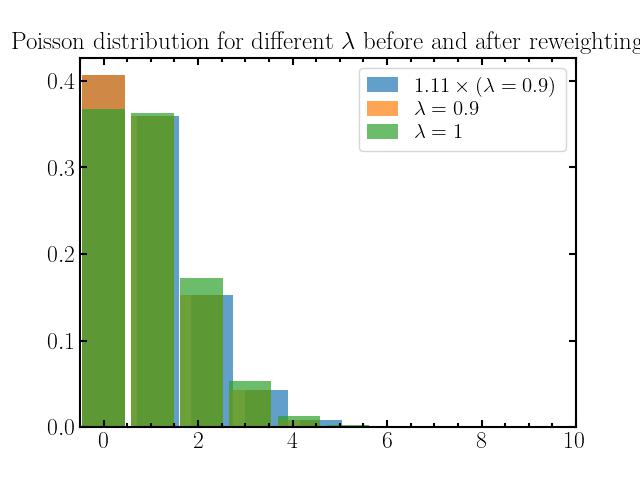 Poisson distribution for different λ before and after reweighting
1.11 × (λ = 0.9)
λ = 0.9
λ = 1
0.4
0.3
0.2
0.1
0.0
0 2 4 6 8 10